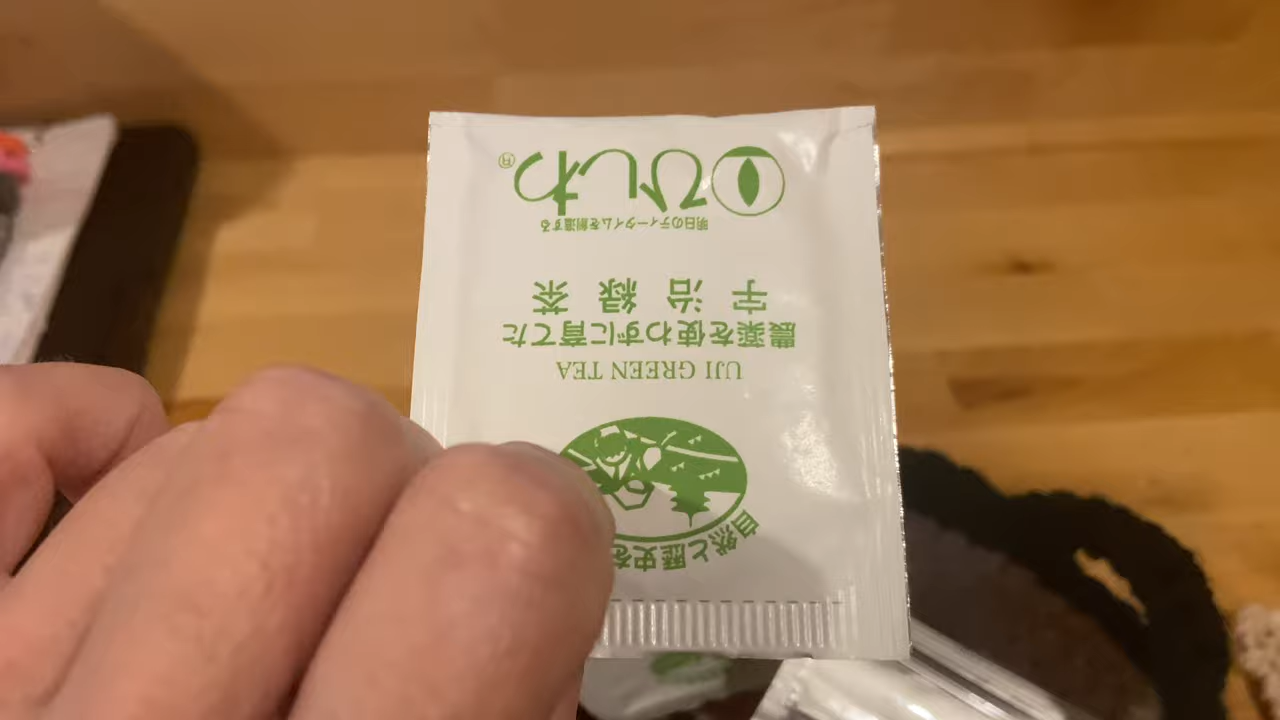 自然と歴史を
UJI GREEN TEA
農薬を使わずに育てた
宇治緑茶
明日のティータイムを創造する
ひしわ®